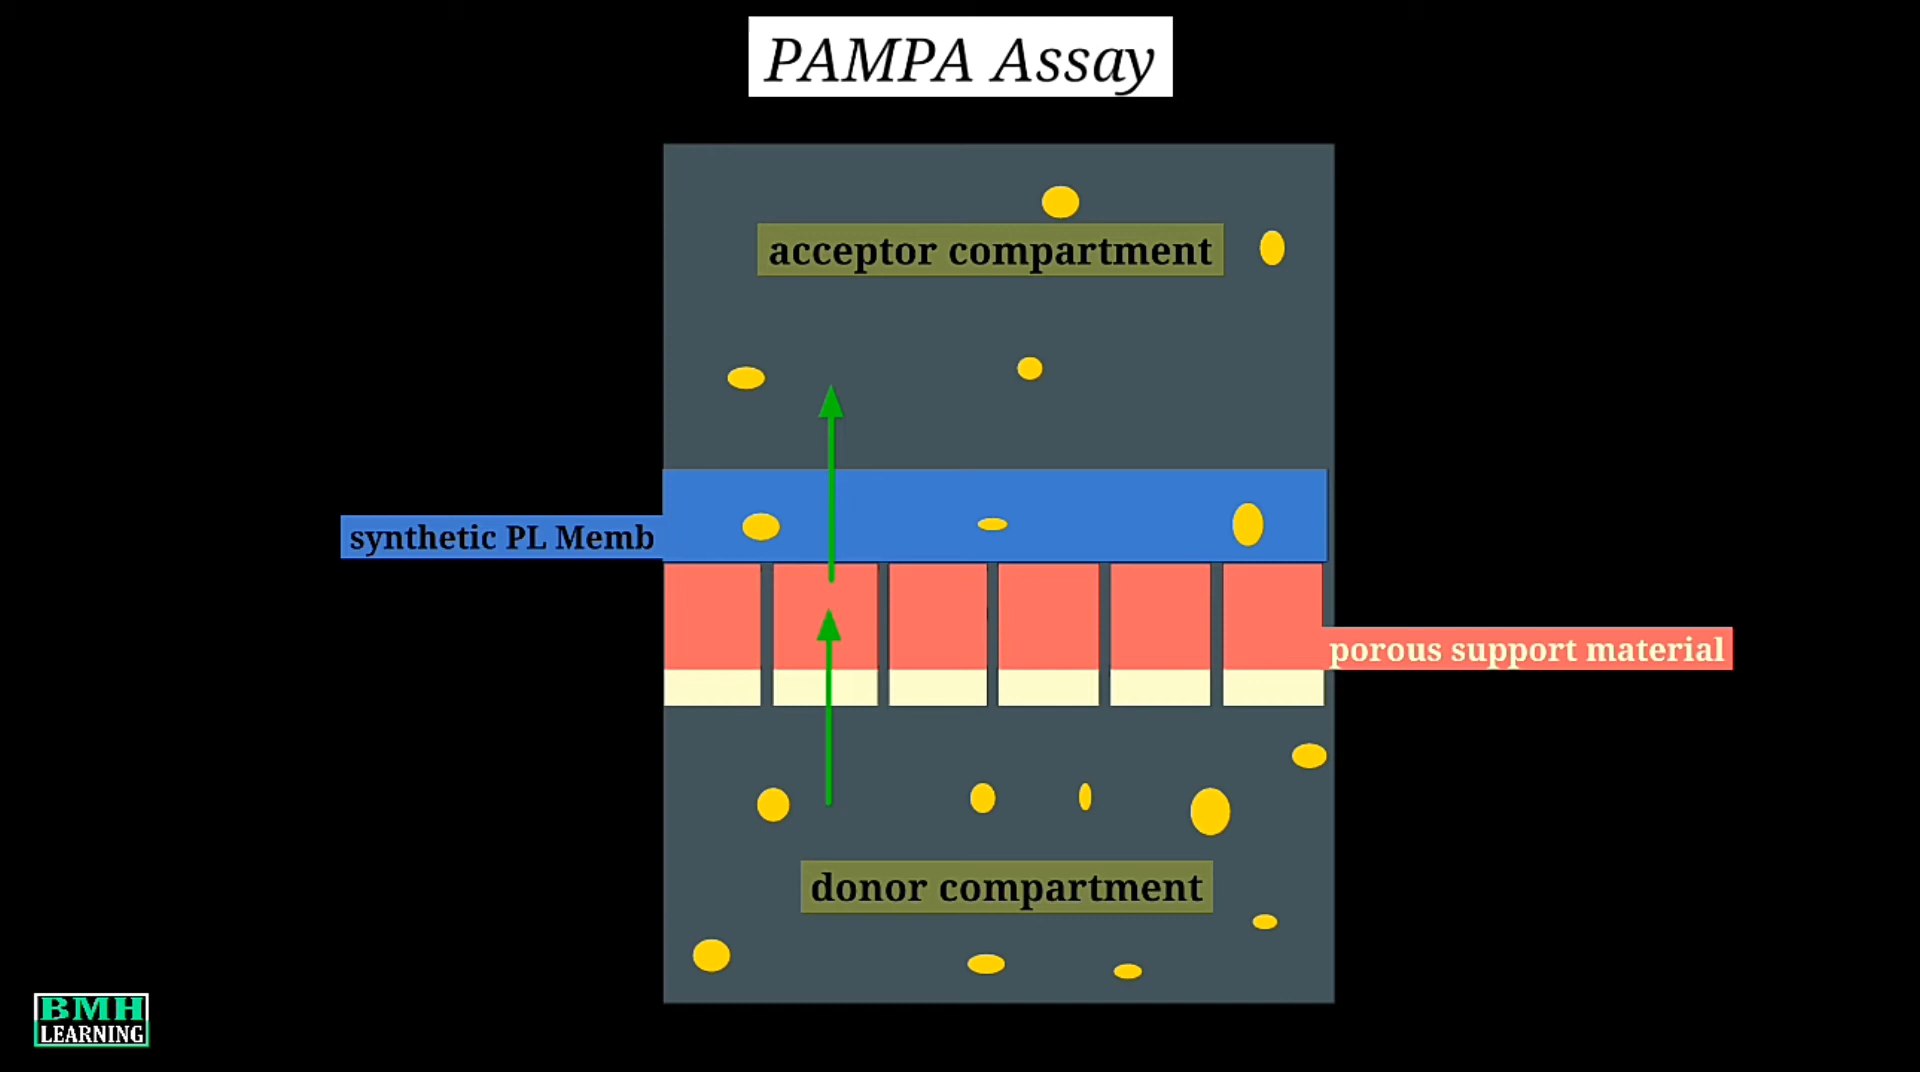 PAMPA Assay
acceptor compartment
synthetic PL Memb
porous support material
donor compartment
BMH
LEARNING